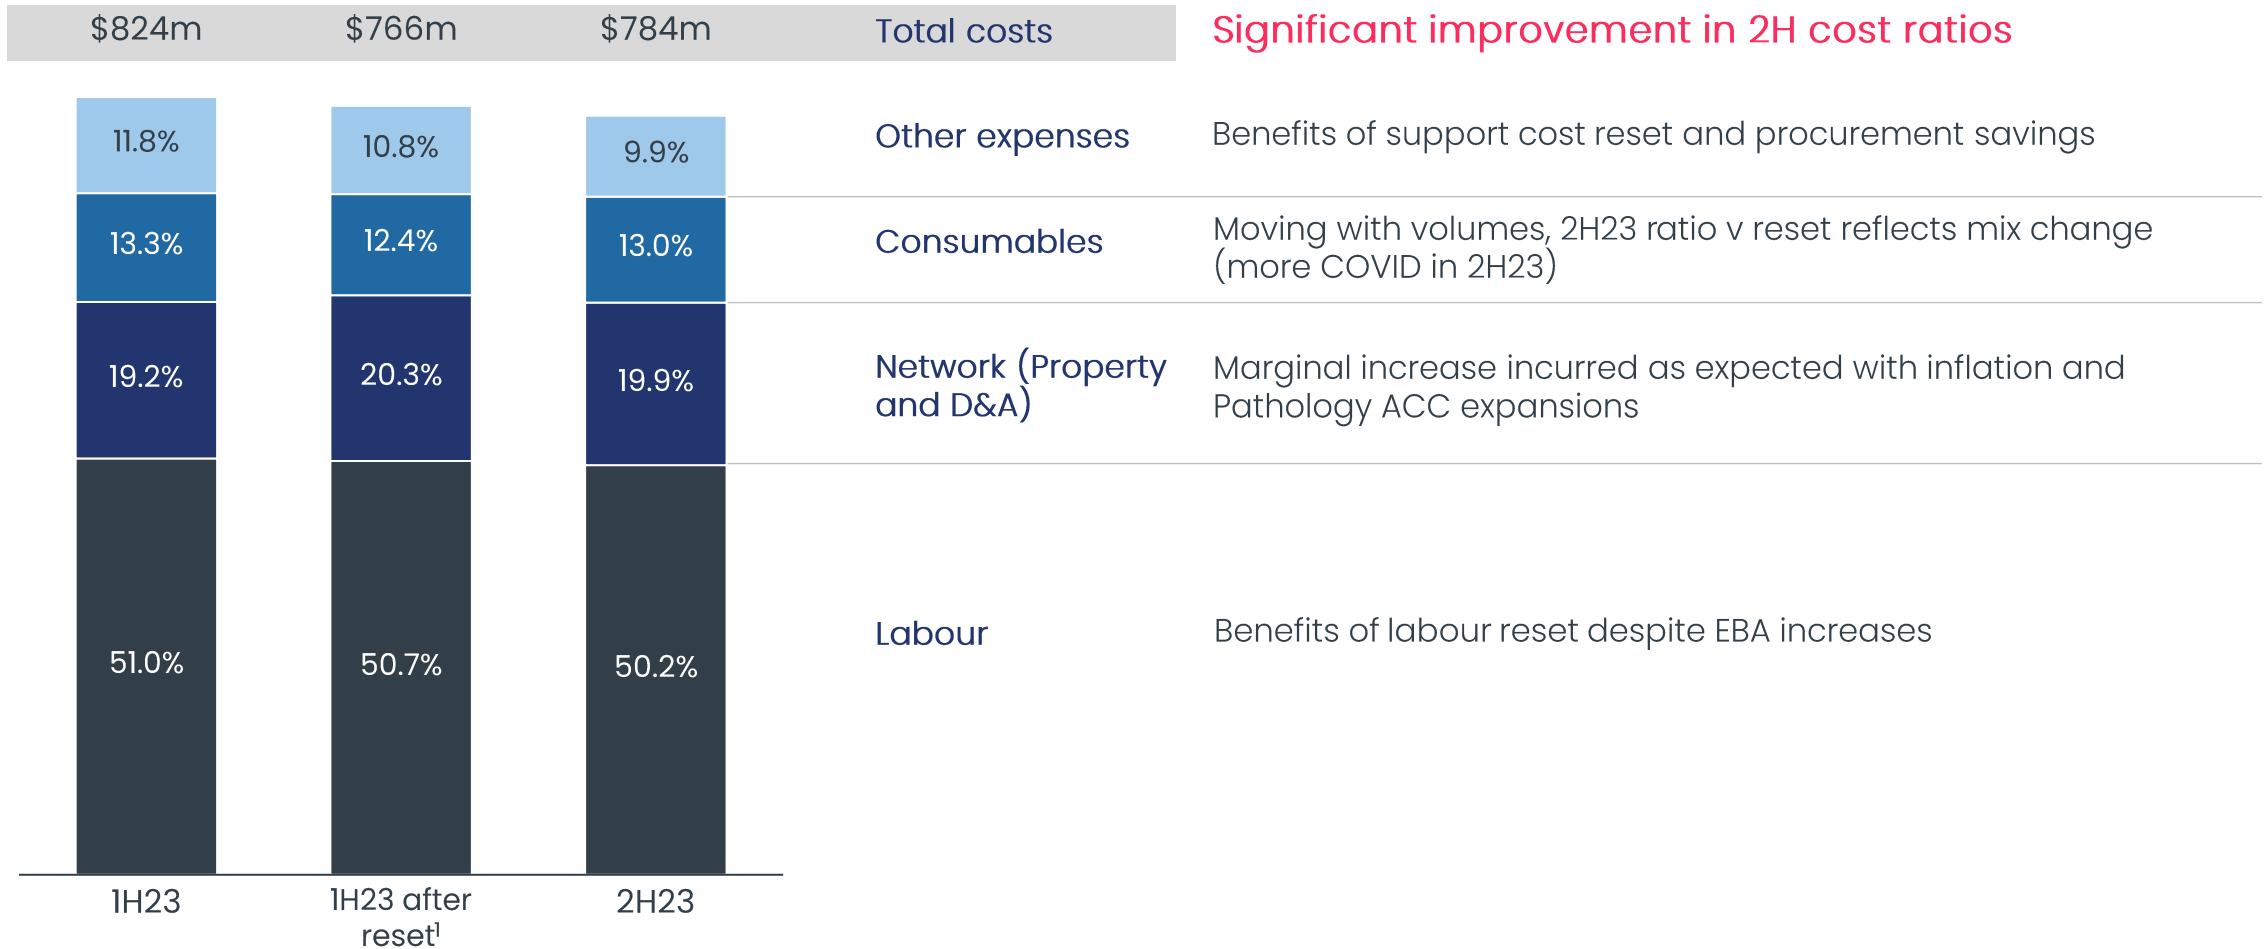 $824m $766m $784m Total costs Significant improvement in 2H cost ratios
11.8% 10.8% 9.9% Other expenses Benefits of support cost reset and procurement savings
13.3% 12.4% 13.0% Consumables Moving with volumes, 2H23 ratio v reset reflects mix change
(more COVID in 2H23)
19.2% 20.3% 19.9% Network (Property Marginal increase incurred as expected with inflation and
and D&A) Pathology ACC expansions
51.0% 50.7% 50.2% Labour Benefits of labour reset despite EBA increases
1H23 1H23 after 2H23
reset¹